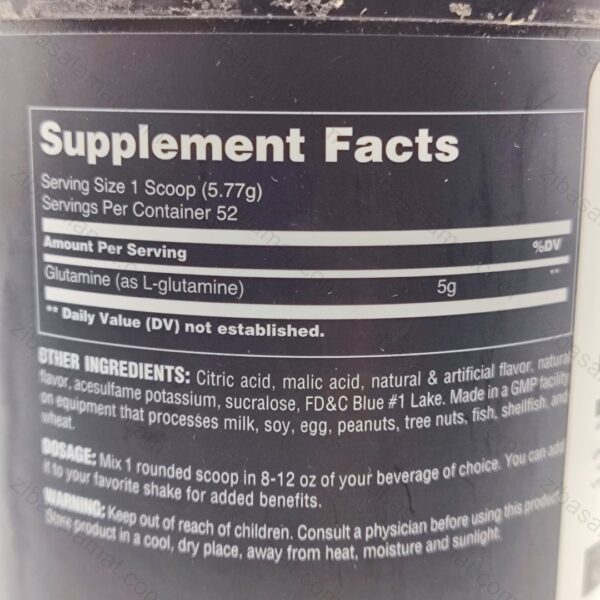 Supplement Facts
Serving Size 1 Scoop (5.77g)
Servings Per Container 52
Amount Per Serving %DV
Glutamine (as L-glutamine) 5g **
** Daily Value (DV) not established.
OTHER INGREDIENTS: Citric acid, malic acid, natural & artificial flavor, natural
flavor, acesulfame potassium, sucralose, FD&C Blue #1 Lake. Made in a GMP facility
on equipment that processes milk, soy, egg, peanuts, tree nuts, fish, shellfish, and
wheat.
DOSAGE: Mix 1 rounded scoop in 8-12 oz of your beverage of choice. You can add
it to your favorite shake for added benefits.
WARNING: Keep out of reach of children. Consult a physician before using this product.
Store product in a cool, dry place, away from heat, moisture and sunlight.
zibasalamat.com